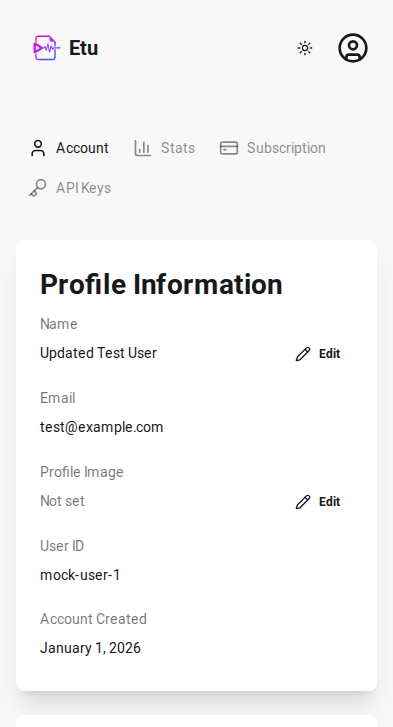 Etu
Account
Stats
Subscription
API Keys
Profile Information
Name
Updated Test User
Edit
Email
test@example.com
Profile Image
Not set
Edit
User ID
mock-user-1
Account Created
January 1, 2026